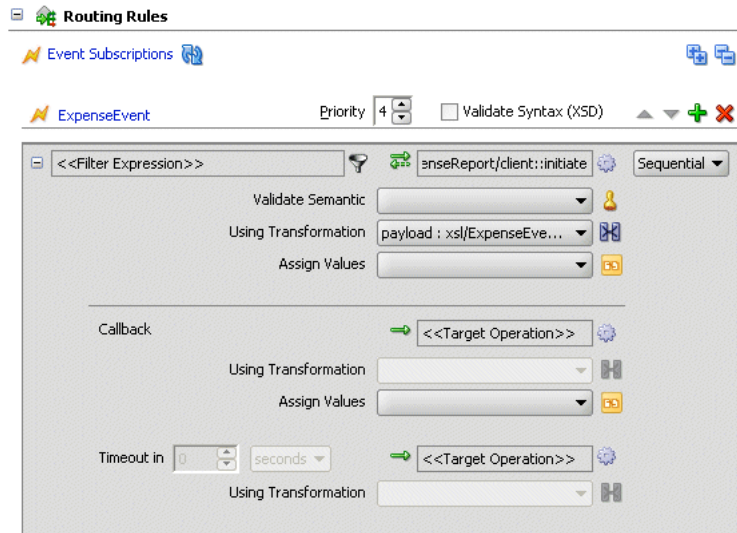 Routing Rules
Event Subscriptions
ExpenseEvent Priority 4 Validate Syntax (XSD)
<<Filter Expression>> enseReport/client::initiate Sequential
Validate Semantic
Using Transformation payload : xsl/ExpenseEve...
Assign Values
Callback <<Target Operation>>
Using Transformation
Assign Values
Timeout in 0 seconds <<Target Operation>>
Using Transformation